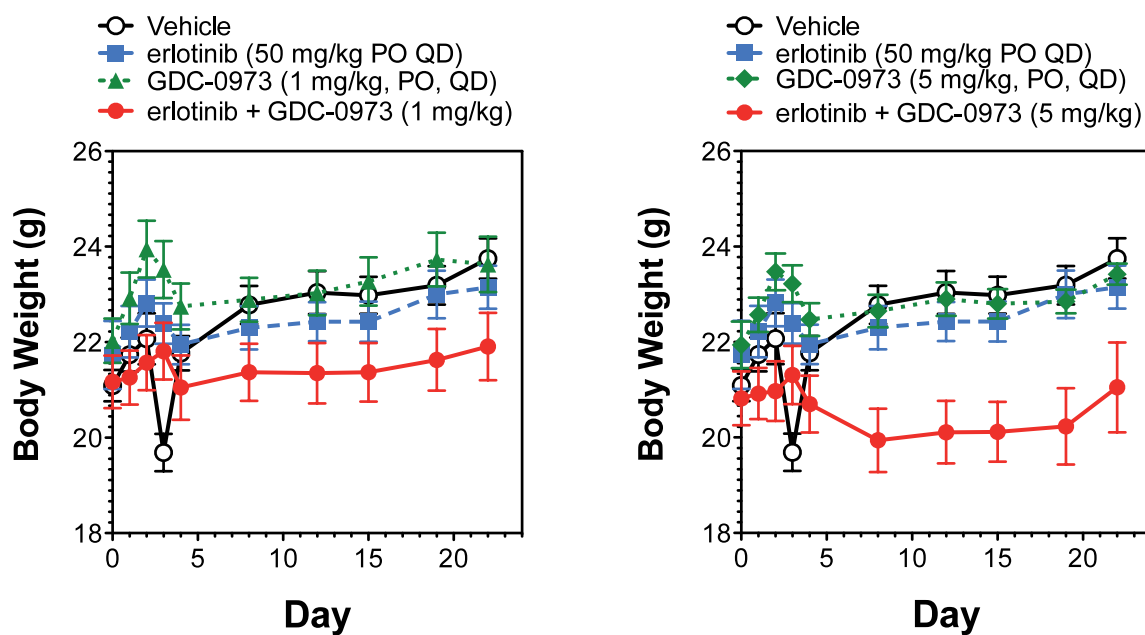 Vehicle
erlotinib (50 mg/kg PO QD)
GDC-0973 (1 mg/kg, PO, QD)
erlotinib + GDC-0973 (1 mg/kg)
26
24
22
20
18
Body Weight (g)
0 5 10 15 20
Day
Vehicle
erlotinib (50 mg/kg PO QD)
GDC-0973 (5 mg/kg, PO, QD)
erlotinib + GDC-0973 (5 mg/kg)
26
24
22
20
18
Body Weight (g)
0 5 10 15 20
Day